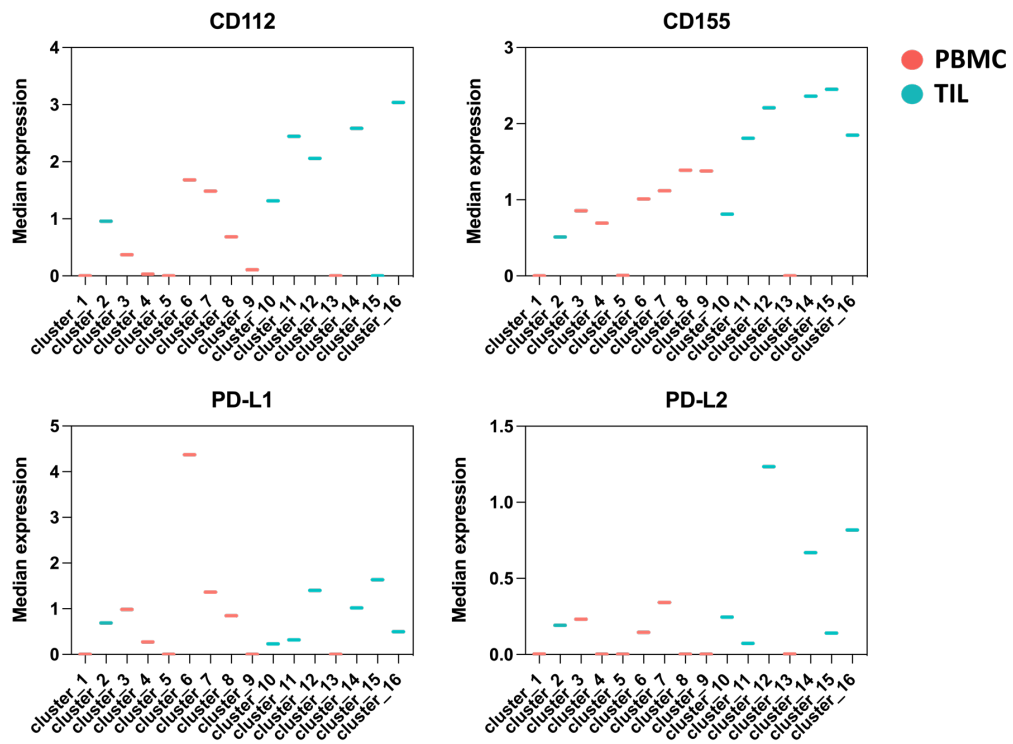 CD112
Median expression
4
3
2
1
0
cluster_1
cluster_2
cluster_3
cluster_4
cluster_5
cluster_6
cluster_7
cluster_8
cluster_9
cluster_10
cluster_11
cluster_12
cluster_13
cluster_14
cluster_15
cluster_16
CD155
Median expression
3
2
1
0
cluster_1
cluster_2
cluster_3
cluster_4
cluster_5
cluster_6
cluster_7
cluster_8
cluster_9
cluster_10
cluster_11
cluster_12
cluster_13
cluster_14
cluster_15
cluster_16
PBMC
TIL
PD-L1
Median expression
5
4
3
2
1
0
cluster_1
cluster_2
cluster_3
cluster_4
cluster_5
cluster_6
cluster_7
cluster_8
cluster_9
cluster_10
cluster_11
cluster_12
cluster_13
cluster_14
cluster_15
cluster_16
PD-L2
Median expression
1.5
1.0
0.5
0.0
cluster_1
cluster_2
cluster_3
cluster_4
cluster_5
cluster_6
cluster_7
cluster_8
cluster_9
cluster_10
cluster_11
cluster_12
cluster_13
cluster_14
cluster_15
cluster_16